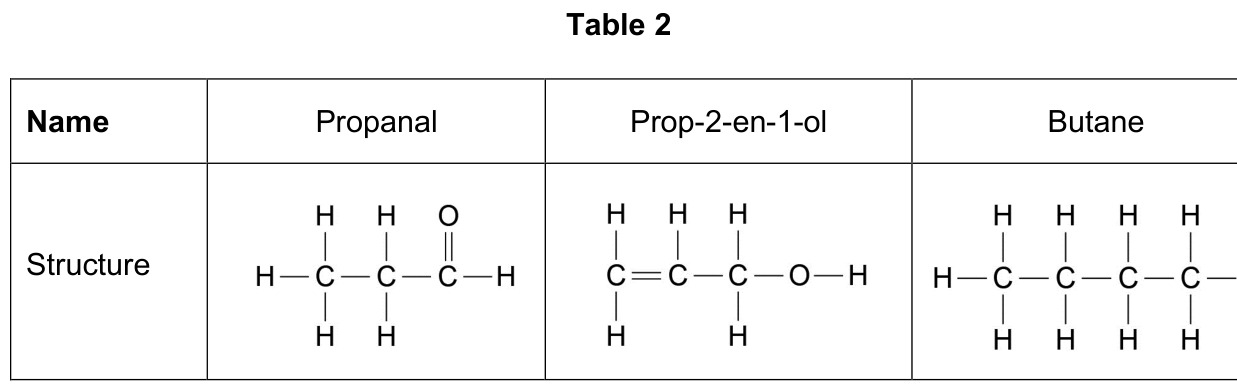 Table 2
Name Propanal Prop-2-en-1-ol Butane
Structure
H H O
H—C—C—C—H
H H
H H H
C=C—C—O—H
H H
H H H H
H—C—C—C—C—
H H H H